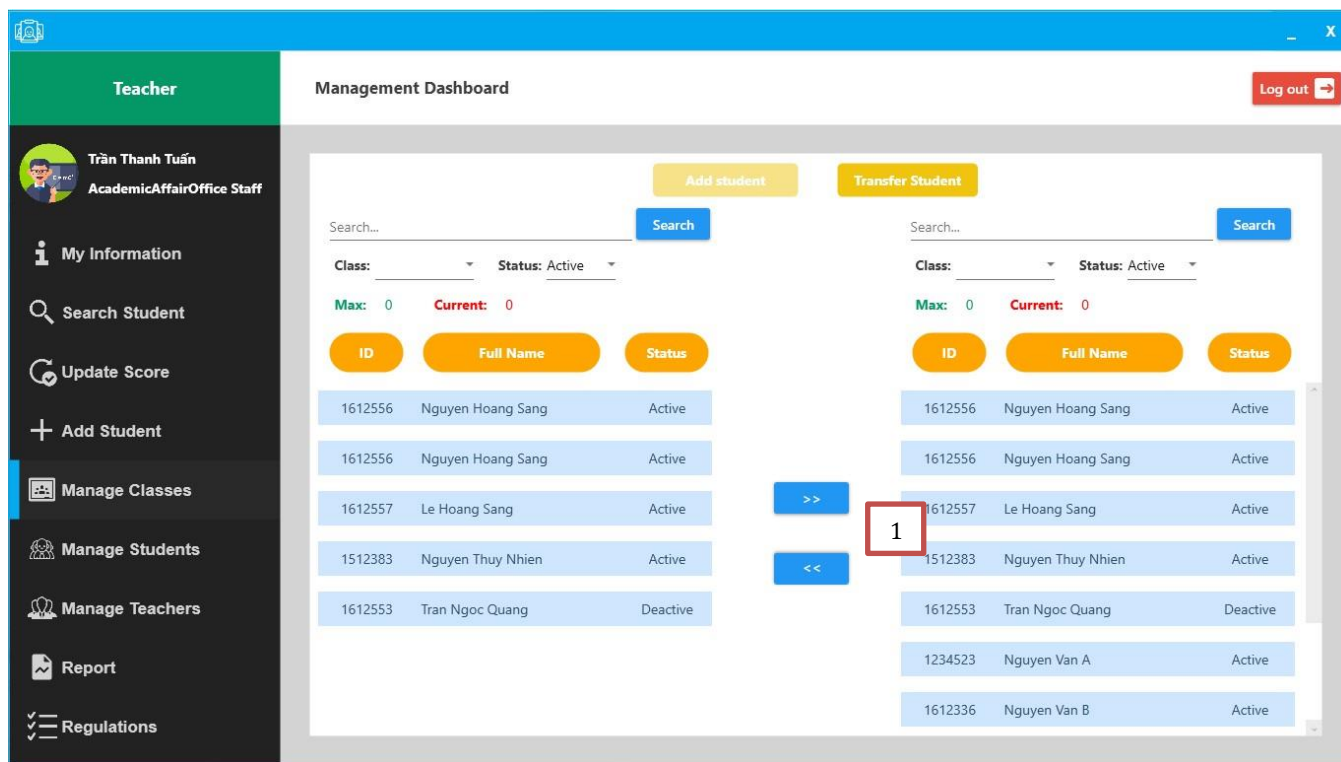 _ X
Teacher
Management Dashboard
Log out
Trần Thanh Tuấn
AcademicAffairOffice Staff
My Information
Search Student
Update Score
Add Student
Manage Classes
Manage Students
Manage Teachers
Report
Regulations
Add student
Transfer Student
Search... Search
Class: Status: Active
Max: 0 Current: 0
ID Full Name Status
1612556 Nguyen Hoang Sang Active
1612556 Nguyen Hoang Sang Active
1612557 Le Hoang Sang Active
1512383 Nguyen Thuy Nhien Active
1612553 Tran Ngoc Quang Deactive
>>
<<
1
Search... Search
Class: Status: Active
Max: 0 Current: 0
ID Full Name Status
1612556 Nguyen Hoang Sang Active
1612556 Nguyen Hoang Sang Active
1612557 Le Hoang Sang Active
1512383 Nguyen Thuy Nhien Active
1612553 Tran Ngoc Quang Deactive
1234523 Nguyen Van A Active
1612336 Nguyen Van B Active